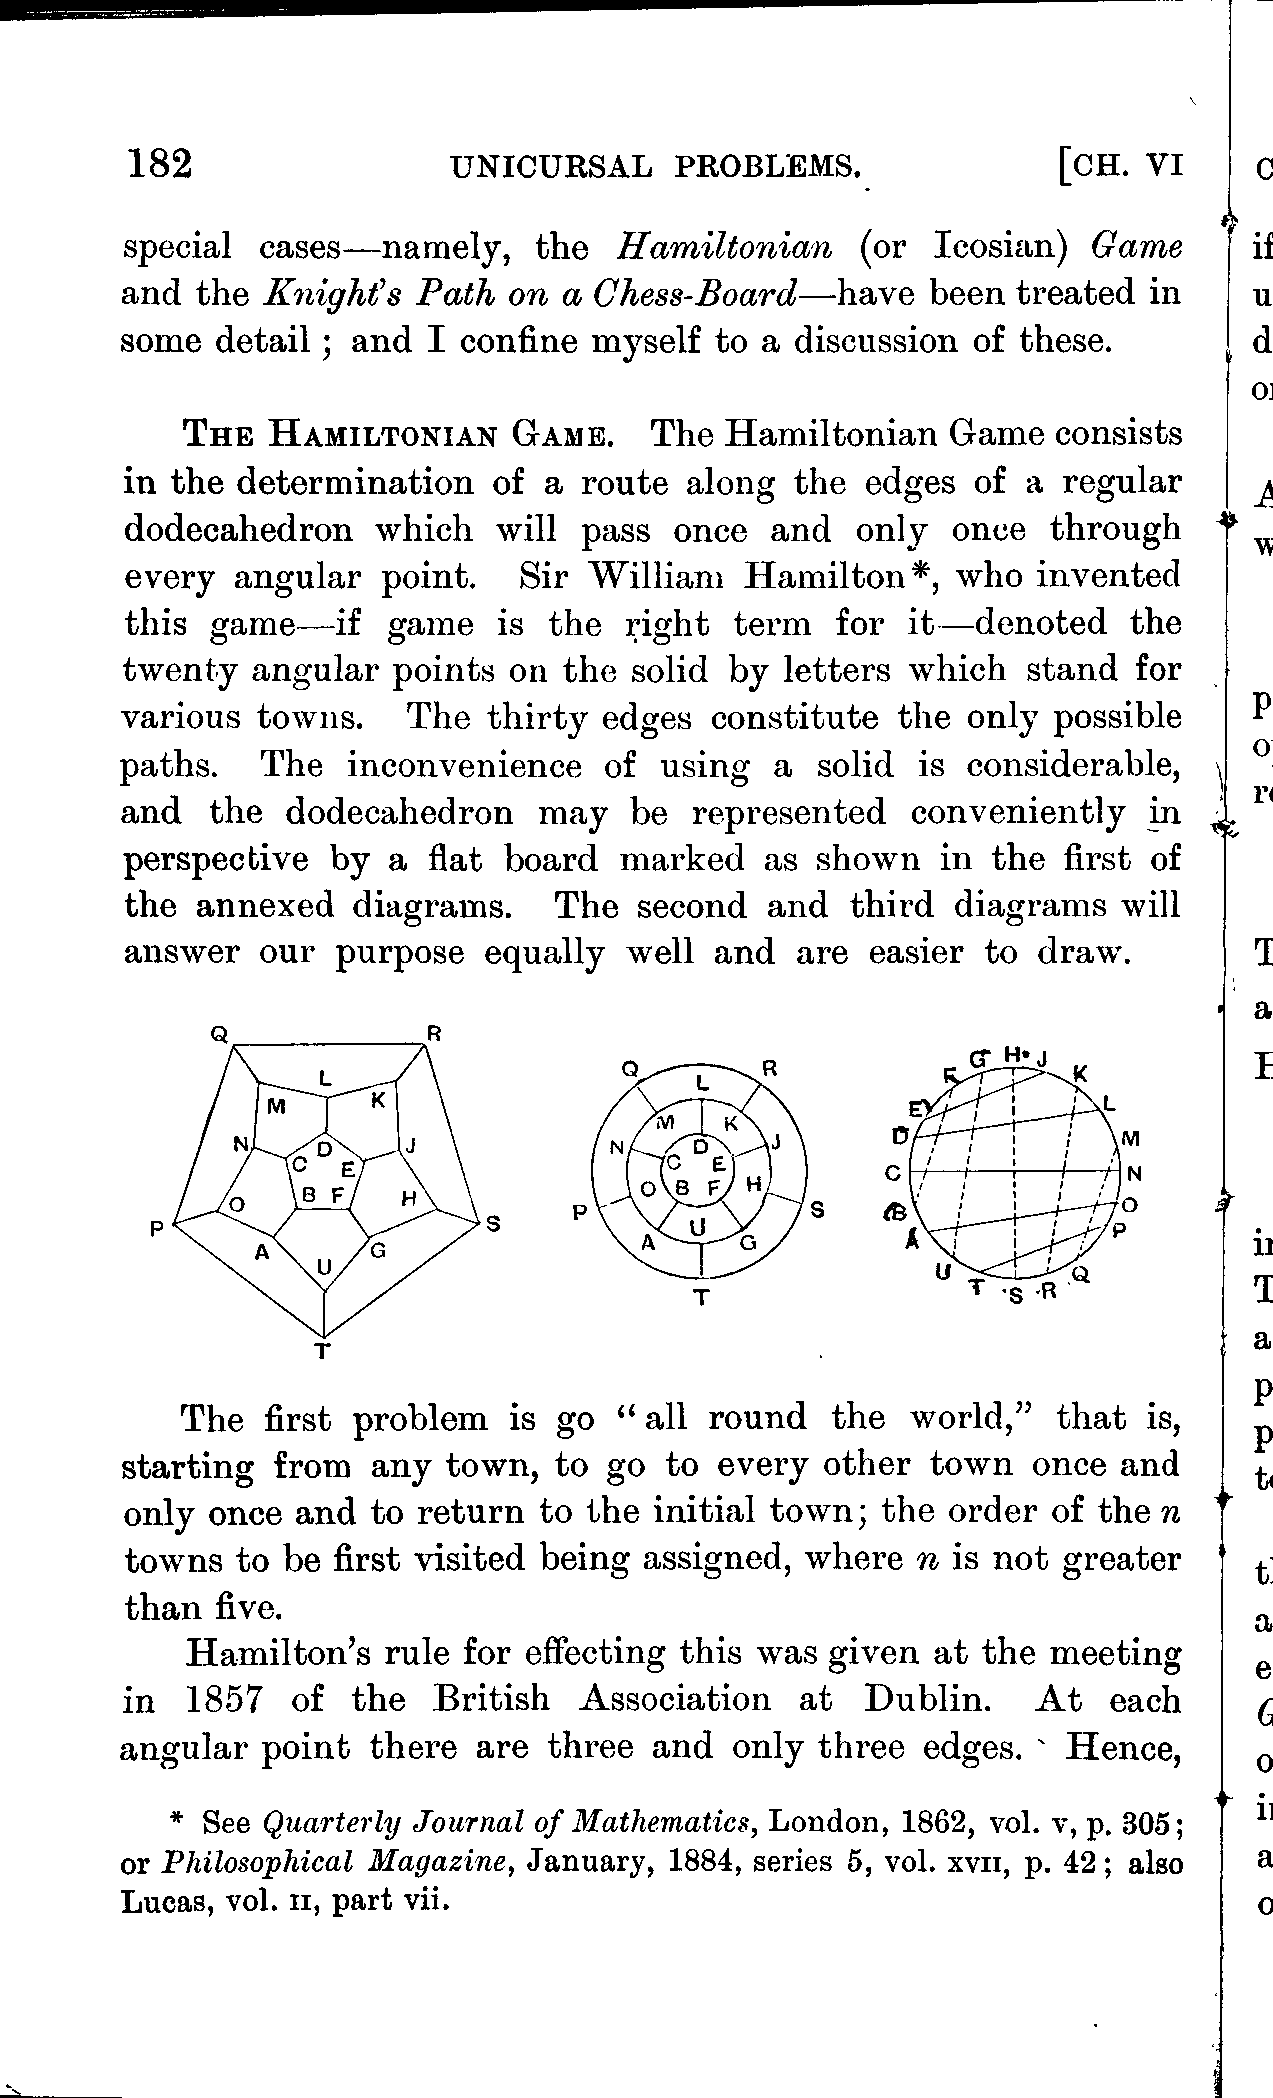 182 UNICURSAL PROBLEMS. [CH. VI
special cases—namely, the Hamiltonian (or Icosian) Game
and the Knight's Path on a Chess-Board—have been treated in
some detail; and I confine myself to a discussion of these.
THE HAMILTONIAN GAME. The Hamiltonian Game consists
in the determination of a route along the edges of a regular
dodecahedron which will pass once and only once through
every angular point. Sir William Hamilton*, who invented
this game—if game is the right term for it—denoted the
twenty angular points on the solid by letters which stand for
various towns. The thirty edges constitute the only possible
paths. The inconvenience of using a solid is considerable,
and the dodecahedron may be represented conveniently in
perspective by a flat board marked as shown in the first of
the annexed diagrams. The second and third diagrams will
answer our purpose equally well and are easier to draw.
Q R
L
M K
N D J
C E
O B F H
P S
A U G
T
Q R
L
M K
N D J
C E
O B F H
P S
A U G
T
G H J
F K
E L
D M
C N
B O
A P
U Q
T S R
The first problem is go "all round the world," that is,
starting from any town, to go to every other town once and
only once and to return to the initial town; the order of the n
towns to be first visited being assigned, where n is not greater
than five.
Hamilton's rule for effecting this was given at the meeting
in 1857 of the British Association at Dublin. At each
angular point there are three and only three edges. Hence,
* See Quarterly Journal of Mathematics, London, 1862, vol. v, p. 305;
or Philosophical Magazine, January, 1884, series 5, vol. xvii, p. 42; also
Lucas, vol. ii, part vii.